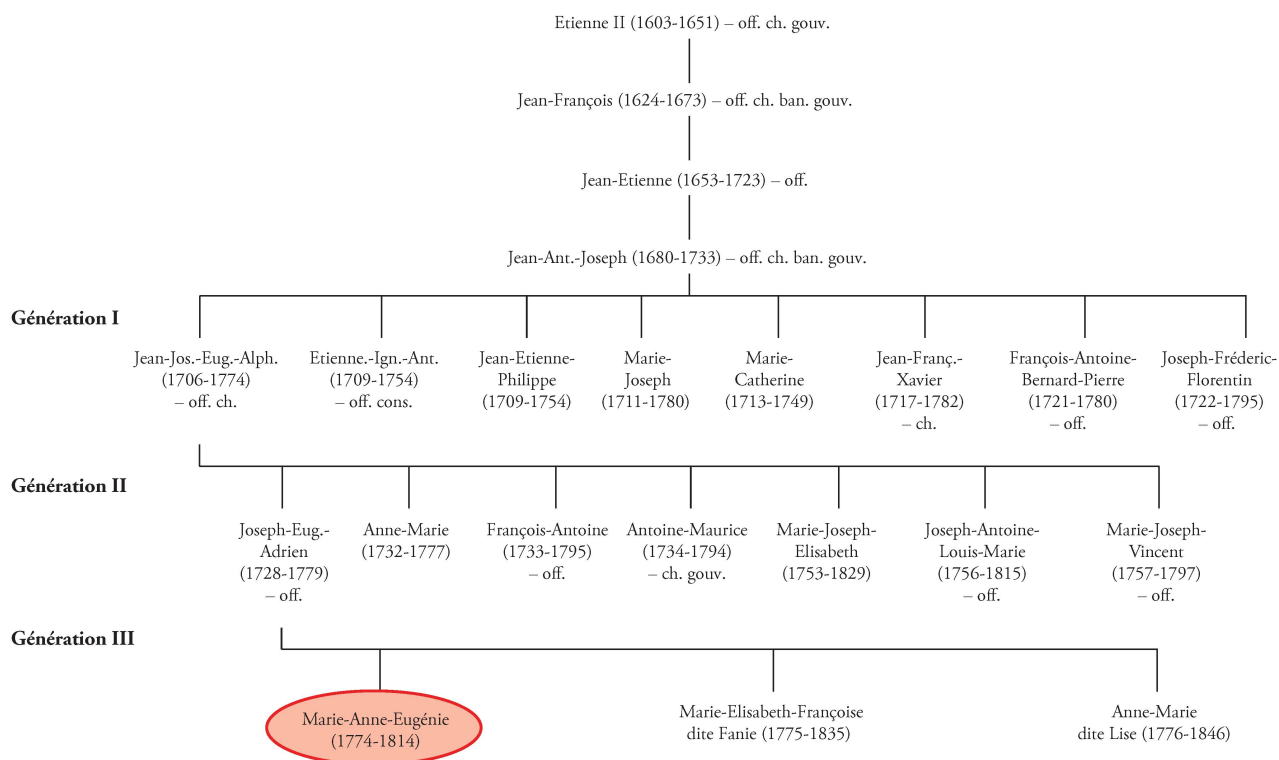 Etienne II (1603-1651) – off. ch. gouv.
Jean-François (1624-1673) – off. ch. ban. gouv.
Jean-Etienne (1653-1723) – off.
Jean-Ant.-Joseph (1680-1733) – off. ch. ban. gouv.
Génération I
Jean-Jos.-Eug.-Alph.
(1706-1774)
– off. ch.
Etienne.-Ign.-Ant.
(1709-1754)
– off. cons.
Jean-Etienne-
Philippe
(1709-1754)
Marie-
Joseph
(1711-1780)
Marie-
Catherine
(1713-1749)
Jean-Franç.-
Xavier
(1717-1782)
– ch.
François-Antoine-
Bernard-Pierre
(1721-1780)
– off.
Joseph-Fréderic-
Florentin
(1722-1795)
– off.
Génération II
Joseph-Eug.-
Adrien
(1728-1779)
– off.
Anne-Marie
(1732-1777)
François-Antoine
(1733-1795)
– off.
Antoine-Maurice
(1734-1794)
– ch. gouv.
Marie-Joseph-
Elisabeth
(1753-1829)
Joseph-Antoine-
Louis-Marie
(1756-1815)
– off.
Marie-Joseph-
Vincent
(1757-1797)
– off.
Génération III
Marie-Anne-Eugénie
(1774-1814)
Marie-Elisabeth-Françoise
dite Fanie (1775-1835)
Anne-Marie
dite Lise (1776-1846)